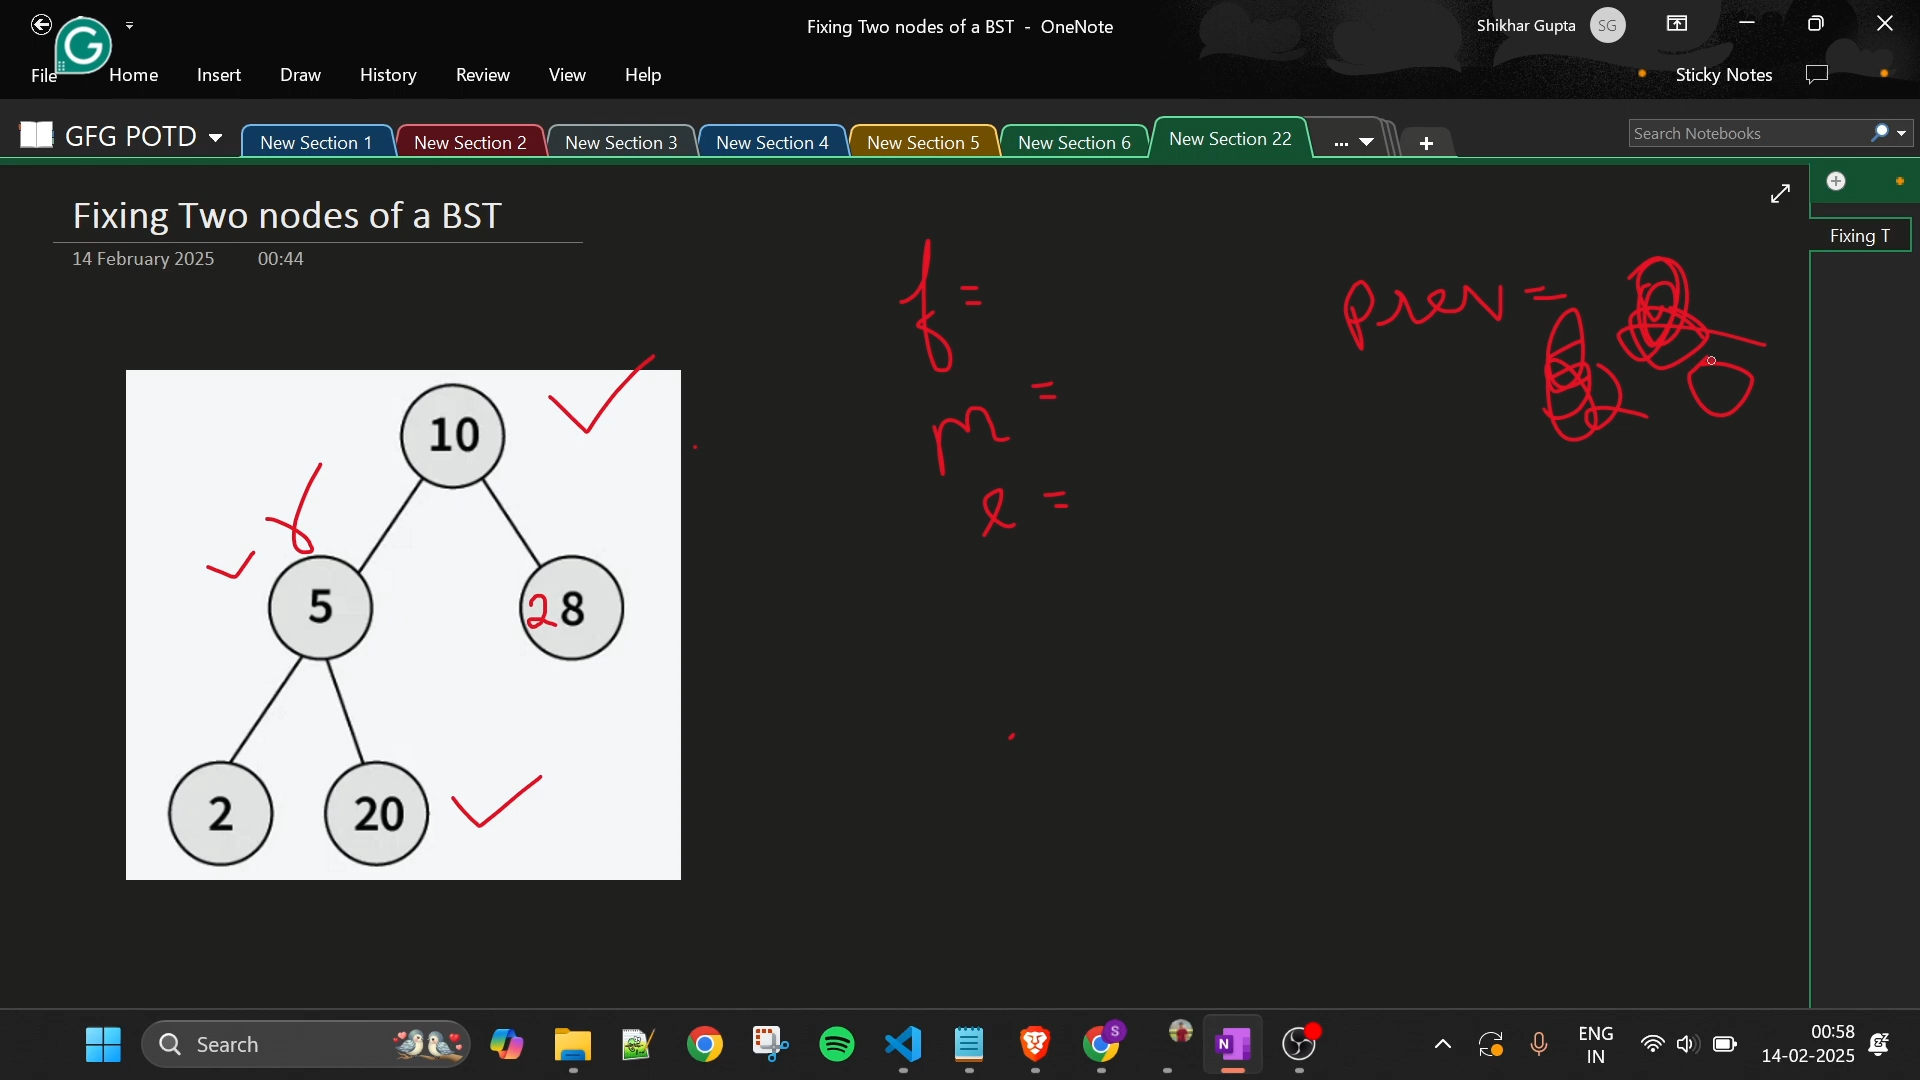 Fixing Two nodes of a BST - OneNote
Shikhar Gupta SG
File Home Insert Draw History Review View Help
Sticky Notes
GFG POTD
New Section 1 New Section 2 New Section 3 New Section 4 New Section 5 New Section 6 New Section 22 ... +
Search Notebooks
Fixing T
Fixing Two nodes of a BST
14 February 2025 00:44
f =
prev =
m =
l =
10
5
2 8
2 20
Search
ENG
IN
00:58
14-02-2025